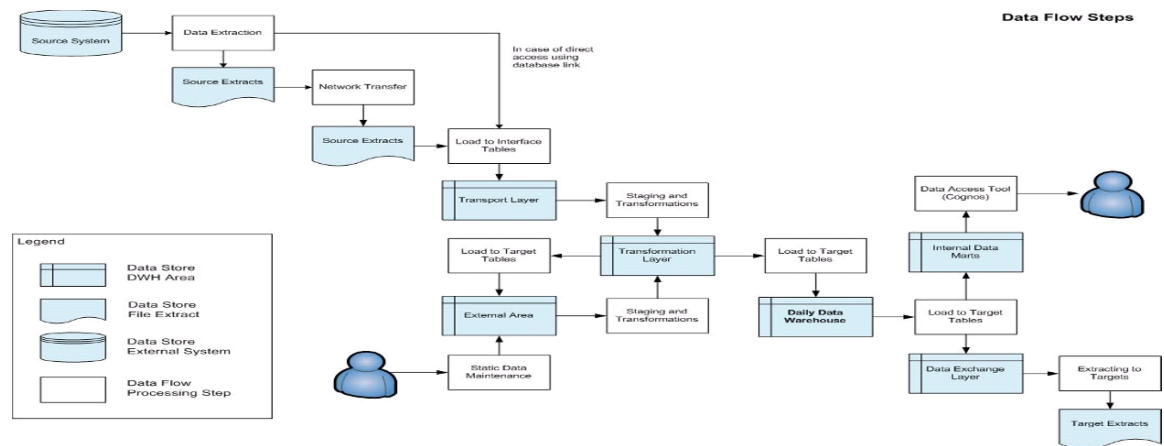 Data Flow Steps
Source System
Data Extraction
In case of direct
access using
database link
Source Extracts
Network Transfer
Source Extracts
Load to Interface
Tables
Transport Layer
Staging and
Transformations
Data Access Tool
(Cognos)
Load to Target
Tables
Transformation
Layer
Load to Target
Tables
Internal Data
Marts
External Area
Staging and
Transformations
Daily Data
Warehouse
Load to Target
Tables
Static Data
Maintenance
Data Exchange
Layer
Extracting to
Targets
Target Extracts
Legend
Data Store
DWH Area
Data Store
File Extract
Data Store
External System
Data Flow
Processing Step